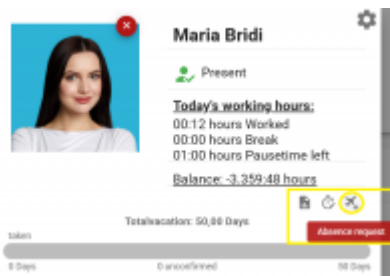 Maria Bridi
Present
Today's working hours:
00:12 hours Worked
00:00 hours Break
01:00 hours Pausetime left
Balance: -3.359:48 hours
Totalvacation: 50,00 Days
Absence request
taken
0 Days
0 unconfirmed
50 Days